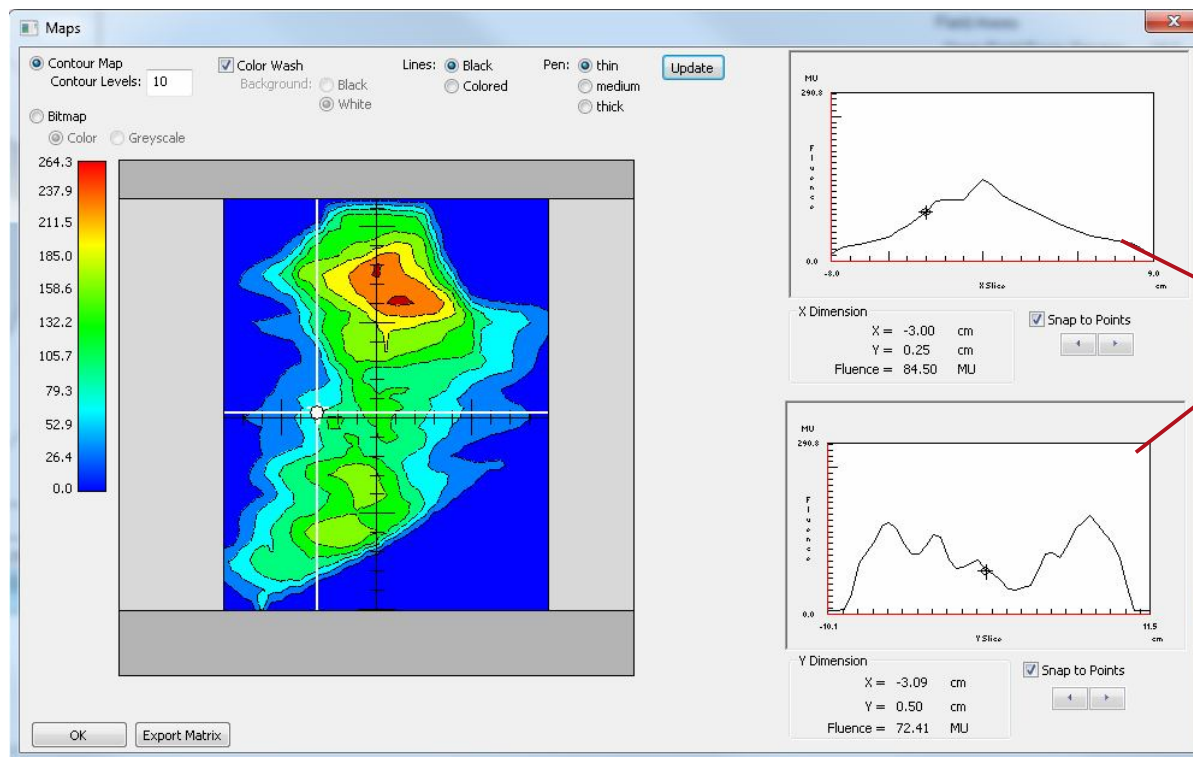 Maps
Contour Map
Contour Levels: 10
Color Wash
Background: Black
White
Lines: Black
Colored
Pen: thin
medium
thick
Update
Bitmap
Color Greyscale
264.3
237.9
211.5
185.0
158.6
132.2
105.7
79.3
52.9
26.4
0.0
MU
290.8
Fluence
0.0
-8.0
9.0
X Slice
cm
X Dimension
X = -3.00 cm
Y = 0.25 cm
Fluence = 84.50 MU
Snap to Points
MU
290.8
Fluence
0.0
-10.1
11.5
Y Slice
cm
Y Dimension
X = -3.09 cm
Y = 0.50 cm
Fluence = 72.41 MU
Snap to Points
OK
Export Matrix